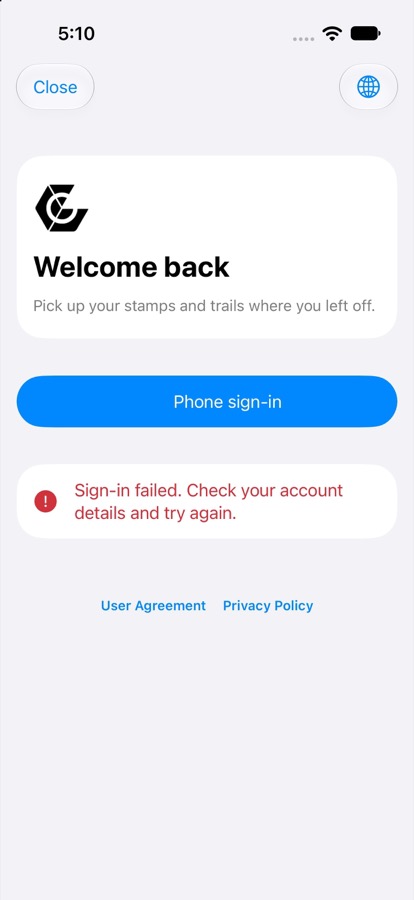 5:10
Close
Welcome back
Pick up your stamps and trails where you left off.
Phone sign-in
Sign-in failed. Check your account
details and try again.
User Agreement Privacy Policy